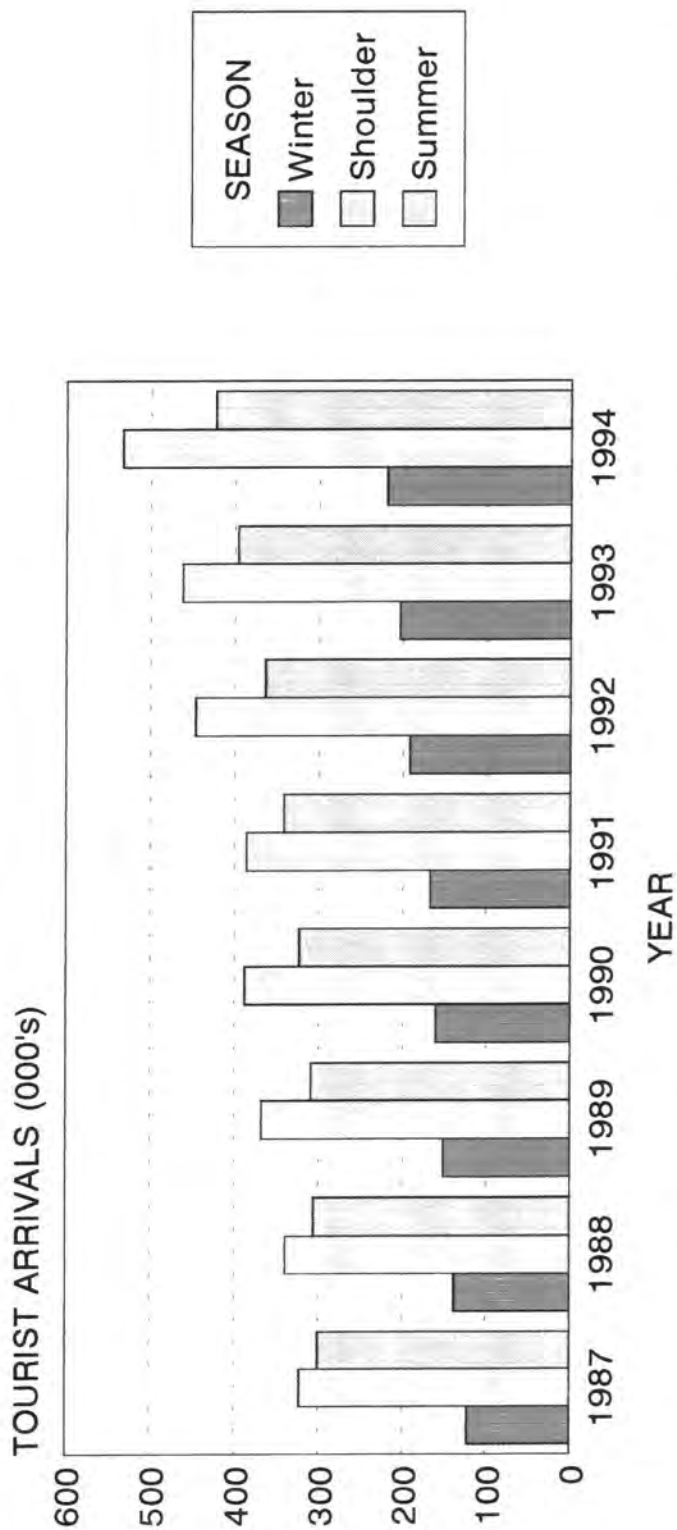 TOURIST ARRIVALS (000's)
600
500
400
300
200
100
0
1987 1988 1989 1990 1991 1992 1993 1994
YEAR
SEASON
Winter
Shoulder
Summer